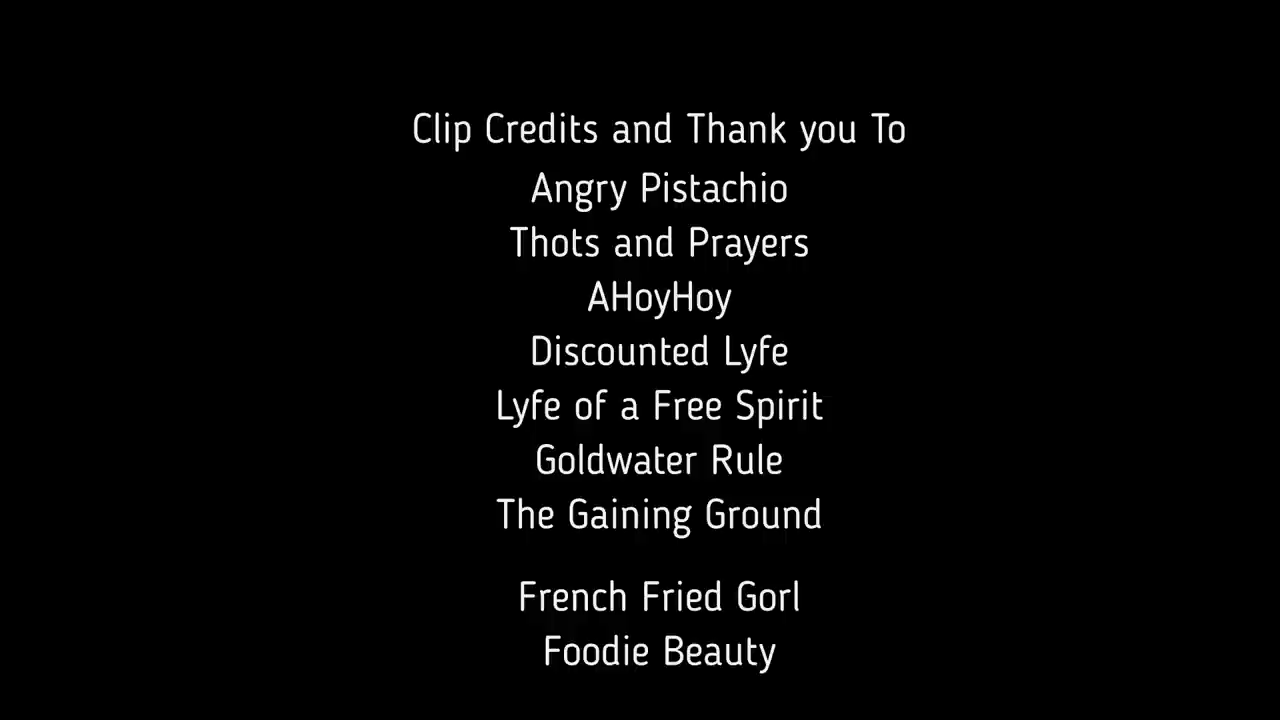 Clip Credits and Thank you To
Angry Pistachio
Thots and Prayers
AHoyHoy
Discounted Lyfe
Lyfe of a Free Spirit
Goldwater Rule
The Gaining Ground
French Fried Gorl
Foodie Beauty